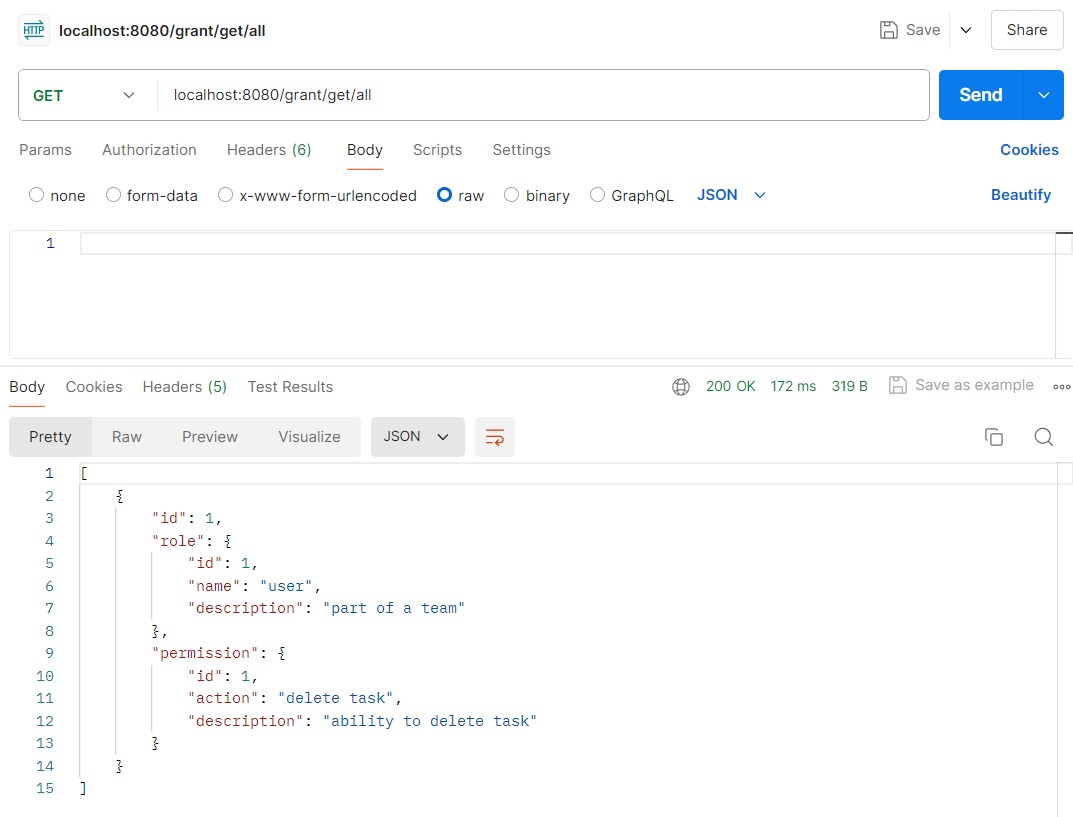 HTTP localhost:8080/grant/get/all Save Share
GET localhost:8080/grant/get/all Send
Params Authorization Headers (6) Body Scripts Settings Cookies
none form-data x-www-form-urlencoded raw binary GraphQL JSON Beautify
1
Body Cookies Headers (5) Test Results 200 OK 172 ms 319 B Save as example
Pretty Raw Preview Visualize JSON
1 [
2 {
3 "id": 1,
4 "role": {
5 "id": 1,
6 "name": "user",
7 "description": "part of a team"
8 },
9 "permission": {
10 "id": 1,
11 "action": "delete task",
12 "description": "ability to delete task"
13 }
14 }
15 ]